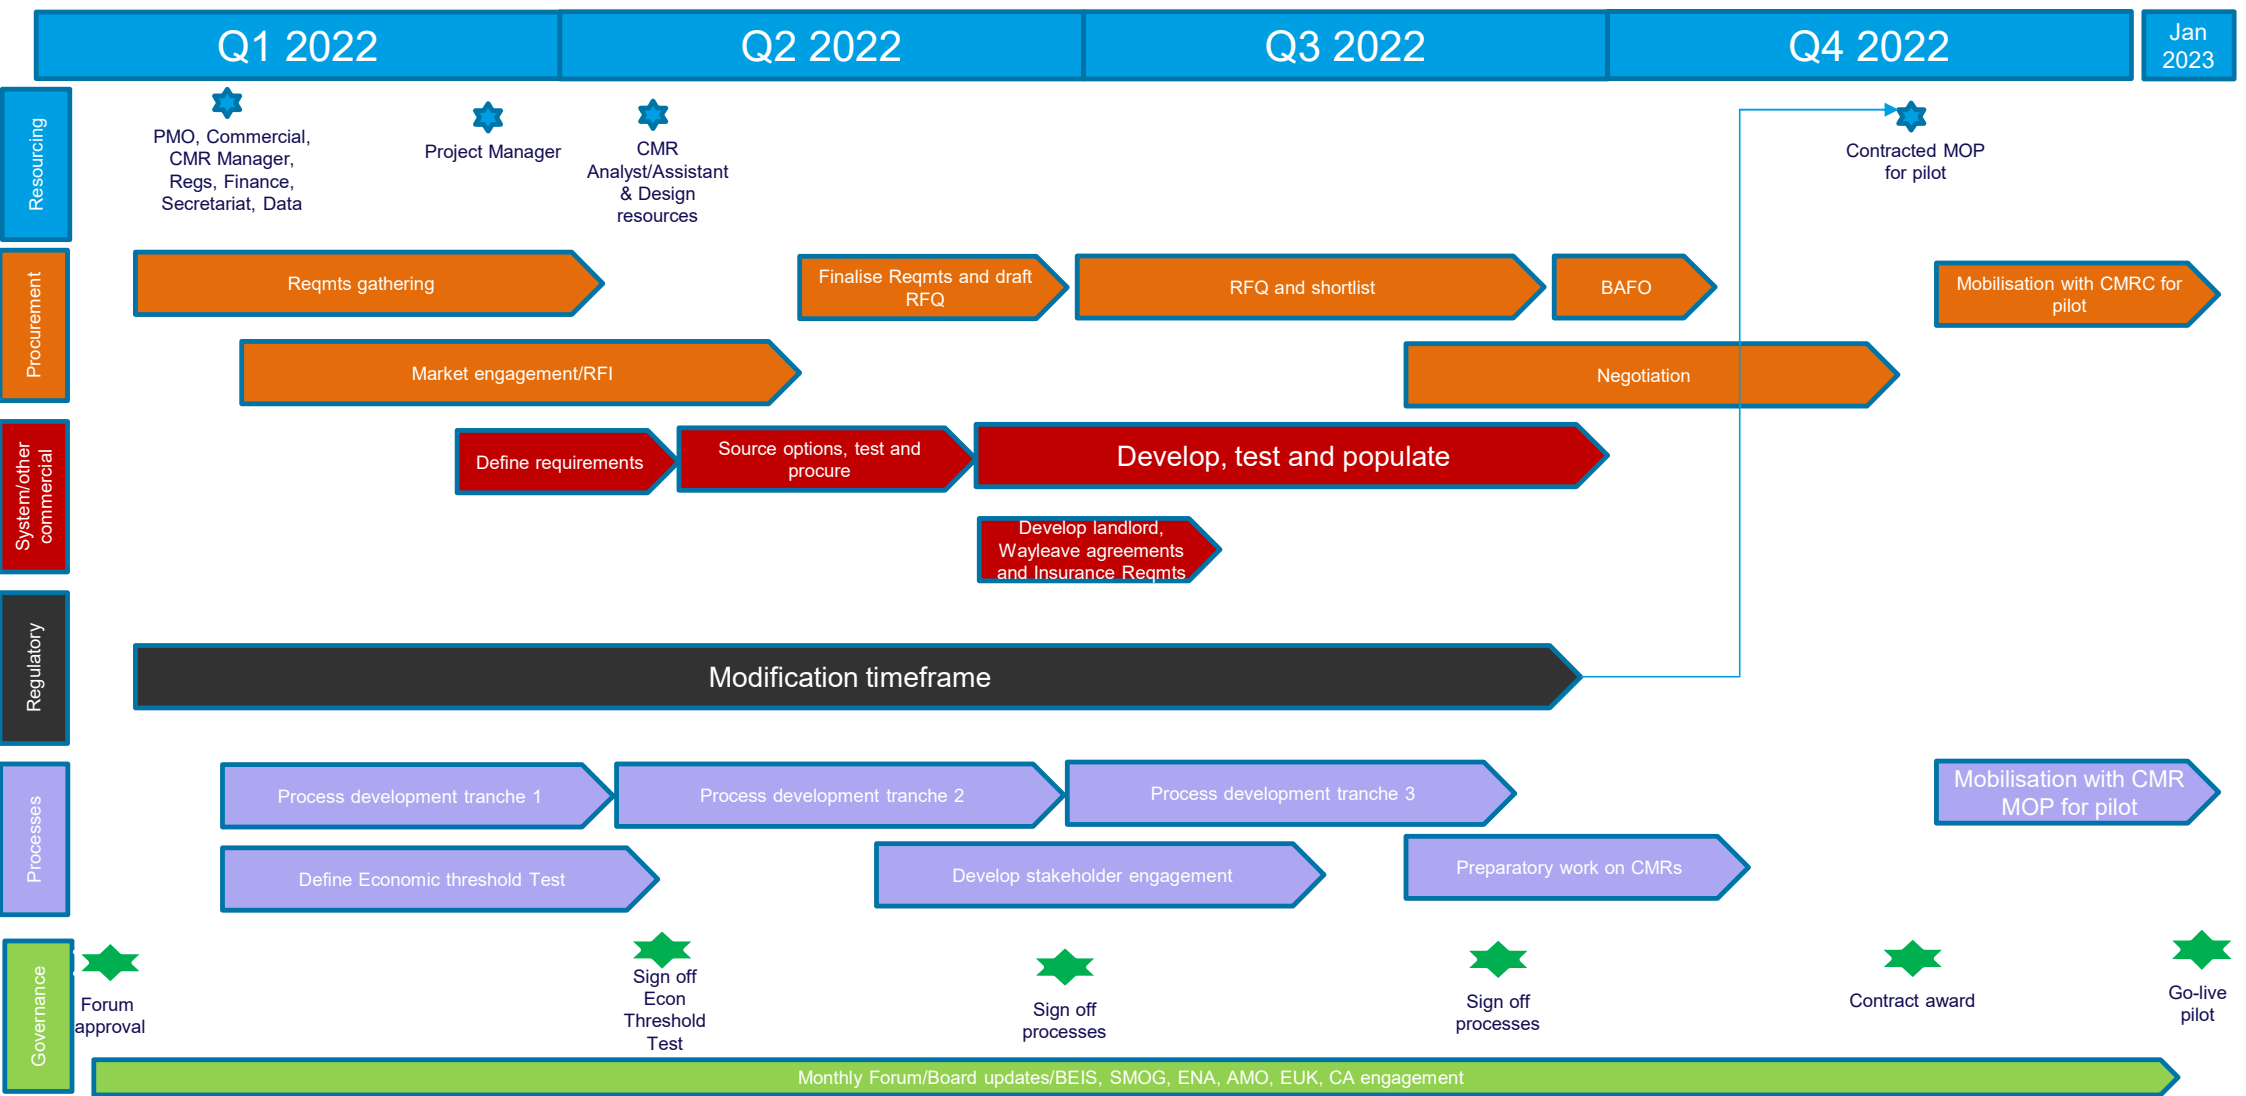 Q1 2022
Q2 2022
Q3 2022
Q4 2022
Jan
2023
Resourcing
PMO, Commercial,
CMR Manager,
Regs, Finance,
Secretariat, Data
Project Manager
CMR
Analyst/Assistant
& Design
resources
Contracted MOP
for pilot
Procurement
Reqmts gathering
Finalise Reqmts and draft
RFQ
RFQ and shortlist
BAFO
Mobilisation with CMRC for
pilot
Market engagement/RFI
Negotiation
System/other
commercial
Define requirements
Source options, test and
procure
Develop, test and populate
Develop landlord,
Wayleave agreements
and Insurance Reqmts
Regulatory
Modification timeframe
Processes
Process development tranche 1
Process development tranche 2
Process development tranche 3
Mobilisation with CMR
MOP for pilot
Define Economic threshold Test
Develop stakeholder engagement
Preparatory work on CMRs
Governance
Forum
approval
Sign off
Econ
Threshold
Test
Sign off
processes
Sign off
processes
Contract award
Go-live
pilot
Monthly Forum/Board updates/BEIS, SMOG, ENA, AMO, EUK, CA engagement